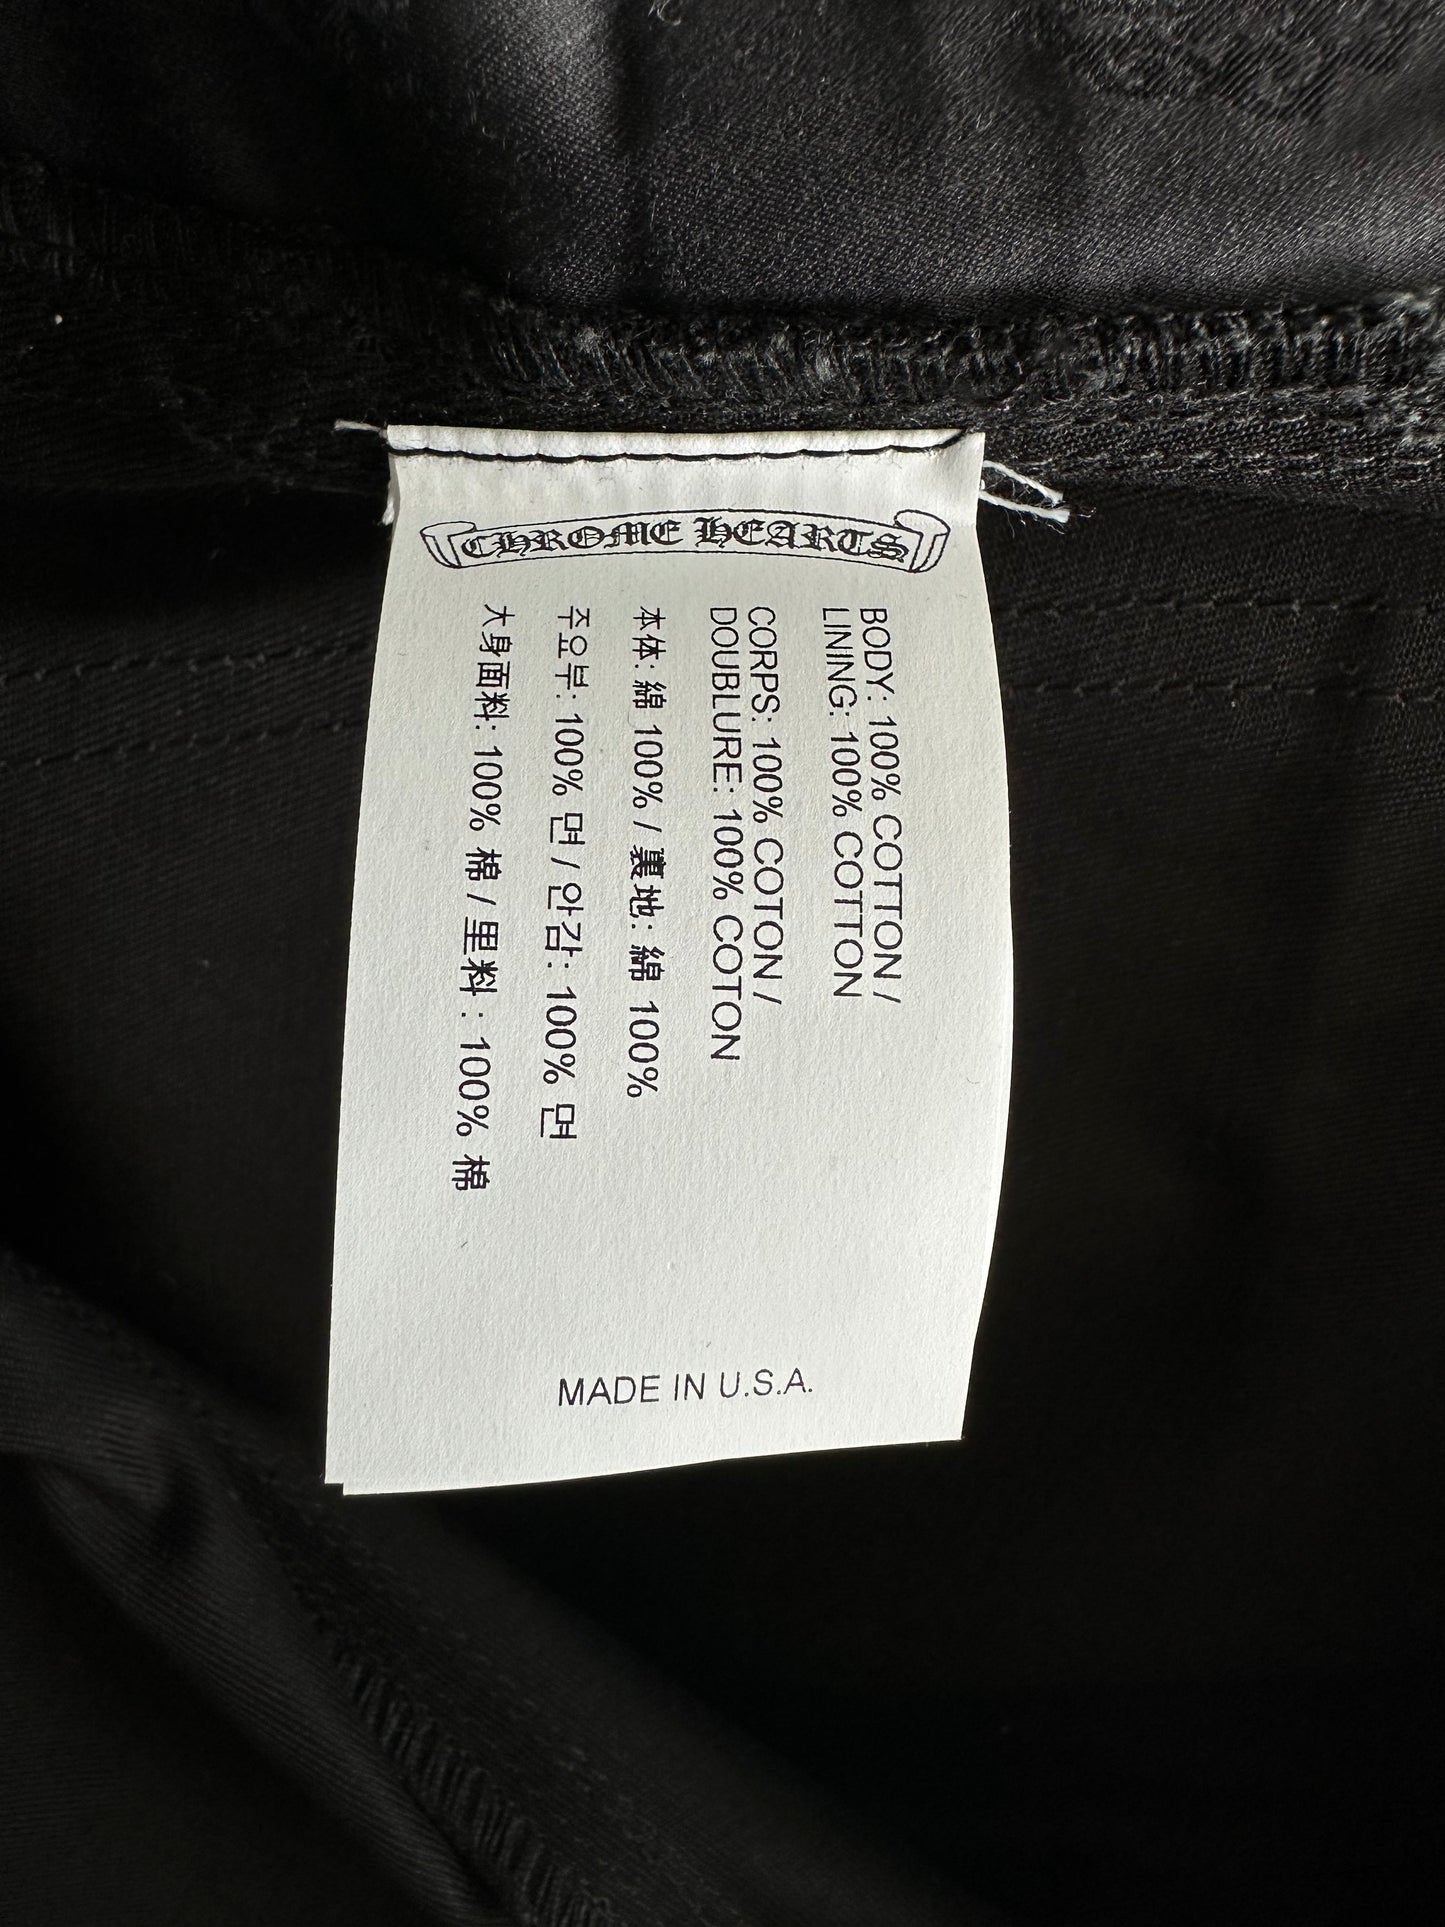 CHROME HEARTS
BODY: 100% COTTON /
LINING: 100% COTTON
CORPS: 100% COTON /
DOUBLURE: 100% COTON
本体: 綿 100% / 裏地: 綿 100%
주요부: 100% 면 / 안감: 100% 면
大身面料: 100% 棉 / 里料 : 100% 棉
MADE IN U.S.A.